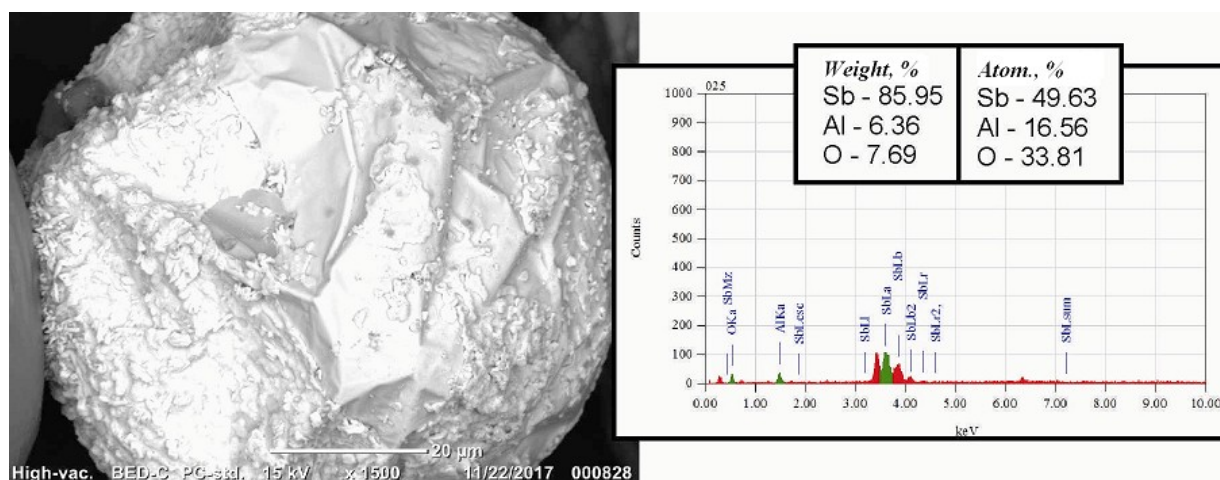 High-vac. BED-C PC-std. 15 kV x 1500 11/22/2017 000828
20 µm
Weight, %
Sb - 85.95
Al - 6.36
O - 7.69
Atom., %
Sb - 49.63
Al - 16.56
O - 33.81
025
1000
900
800
700
600
500
400
300
200
100
0
Counts
OKa
SbMz
AlKa
SbLesc
SbLl
SbLa
SbLb
SbLb2
SbLr
SbLr2,
SbLsum
0.00 1.00 2.00 3.00 4.00 5.00 6.00 7.00 8.00 9.00 10.00
keV